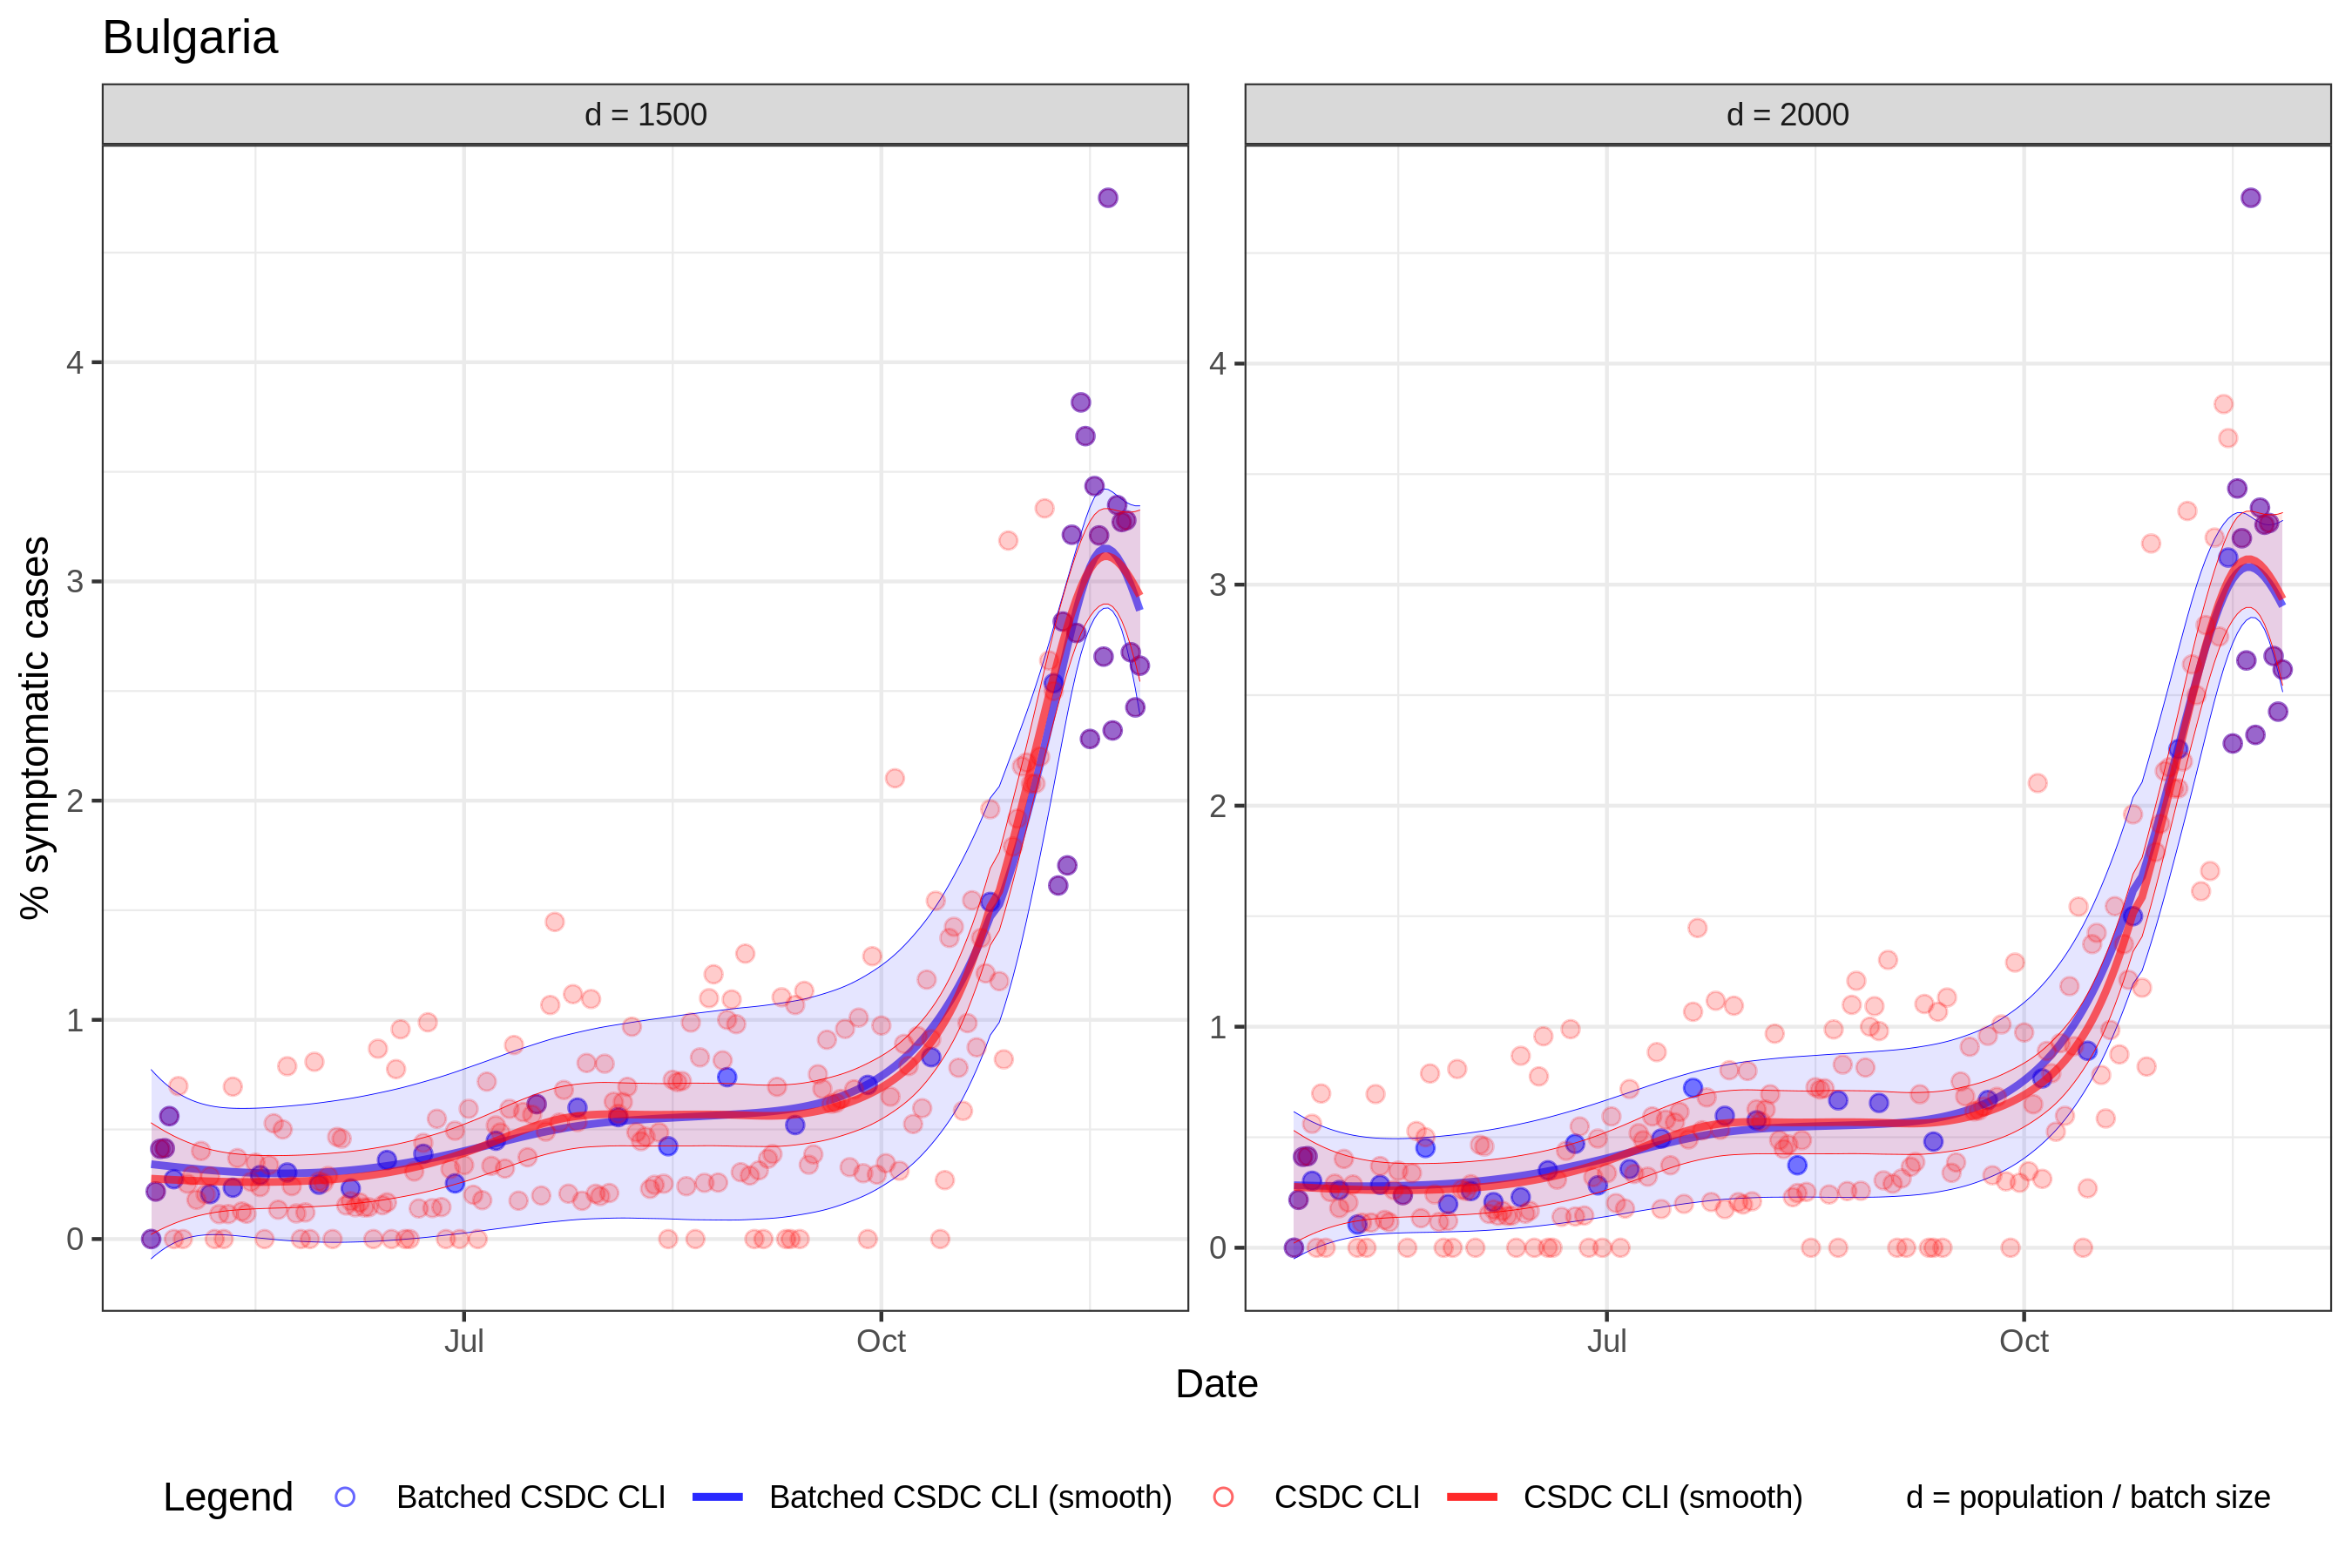 Bulgaria
d = 1500
d = 2000
% symptomatic cases
4
3
2
1
0
4
3
2
1
0
Jul
Oct
Jul
Oct
Date
Legend
Batched CSDC CLI
Batched CSDC CLI (smooth)
CSDC CLI
CSDC CLI (smooth)
d = population / batch size